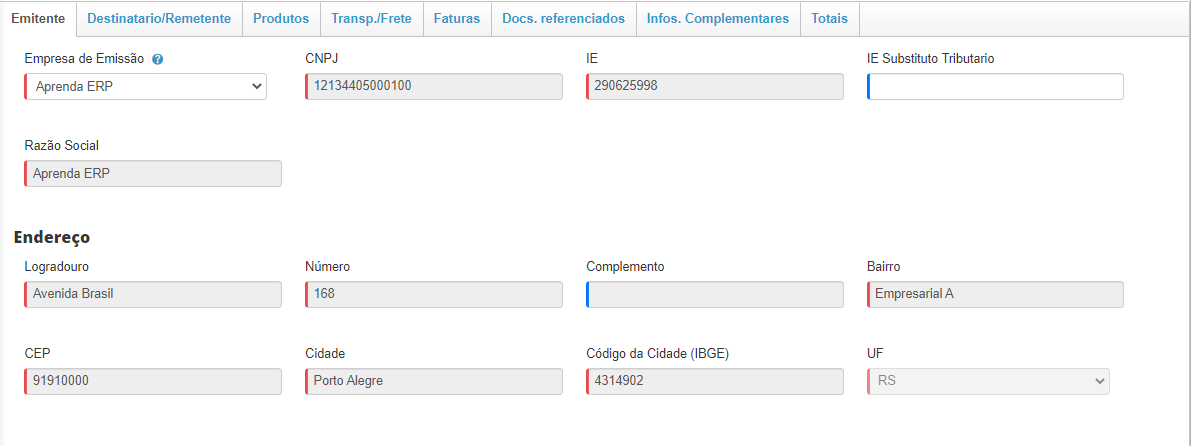 Emitente Destinatario/Remetente Produtos Transp./Frete Faturas Docs. referenciados Infos. Complementares Totais
Empresa de Emissão ? CNPJ IE IE Substituto Tributario
Aprenda ERP 12134405000100 290625998
Razão Social
Aprenda ERP
Endereço
Logradouro Número Complemento Bairro
Avenida Brasil 168 Empresarial A
CEP Cidade Código da Cidade (IBGE) UF
91910000 Porto Alegre 4314902 RS